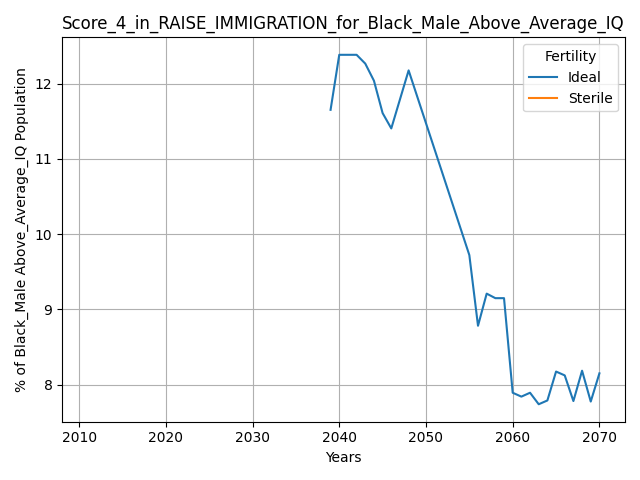 Score_4_in_RAISE_IMMIGRATION_for_Black_Male_Above_Average_IQ
% of Black_Male Above_Average_IQ Population
12
11
10
9
8
Fertility
Ideal
Sterile
2010 2020 2030 2040 2050 2060 2070
Years